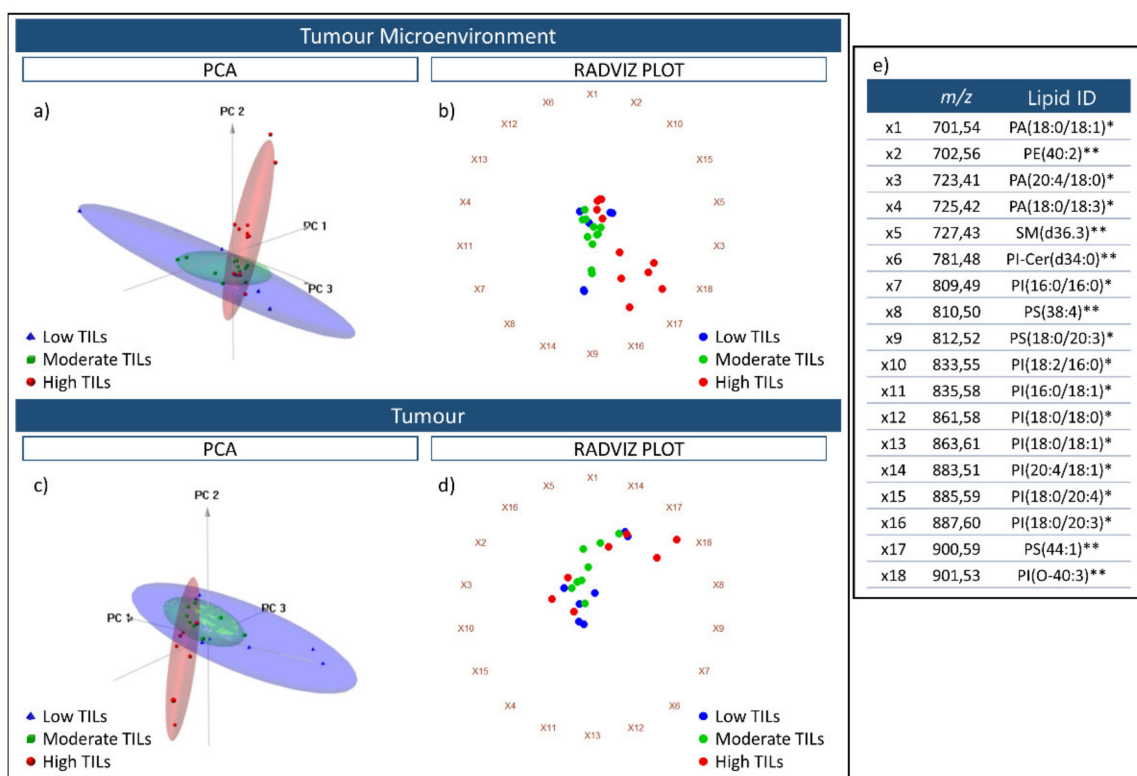 Tumour Microenvironment
PCA
RADVIZ PLOT
a)
PC 2
PC 1
PC 3
Low TILs
Moderate TILs
High TILs
b)
X1
X6
X2
X12
X10
X13
X15
X4
X5
X11
X3
X7
X18
X8
X17
X14
X16
X9
Low TILs
Moderate TILs
High TILs
Tumour
PCA
RADVIZ PLOT
c)
PC 2
PC 1
PC 3
Low TILs
Moderate TILs
High TILs
d)
X1
X5
X14
X16
X17
X2
X18
X3
X8
X10
X9
X15
X7
X4
X6
X11
X12
X13
Low TILs
Moderate TILs
High TILs
e)
m/z Lipid ID
x1 701,54 PA(18:0/18:1)*
x2 702,56 PE(40:2)**
x3 723,41 PA(20:4/18:0)*
x4 725,42 PA(18:0/18:3)*
x5 727,43 SM(d36.3)**
x6 781,48 PI-Cer(d34:0)**
x7 809,49 PI(16:0/16:0)*
x8 810,50 PS(38:4)**
x9 812,52 PS(18:0/20:3)*
x10 833,55 PI(18:2/16:0)*
x11 835,58 PI(16:0/18:1)*
x12 861,58 PI(18:0/18:0)*
x13 863,61 PI(18:0/18:1)*
x14 883,51 PI(20:4/18:1)*
x15 885,59 PI(18:0/20:4)*
x16 887,60 PI(18:0/20:3)*
x17 900,59 PS(44:1)**
x18 901,53 PI(O-40:3)**